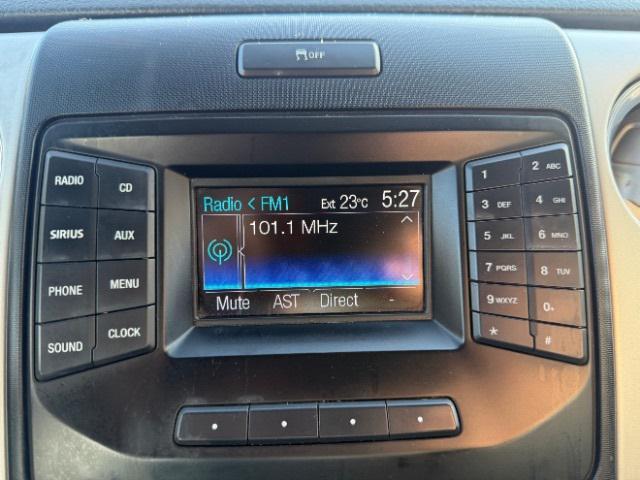 OFF
RADIO CD
SIRIUS AUX
PHONE MENU
SOUND CLOCK
Radio < FM1 Ext 23°C 5:27
101.1 MHz
Mute AST Direct -
1 2 ABC
3 DEF 4 GHI
5 JKL 6 MNO
7 PQRS 8 TUV
9 WXYZ 0+
* #